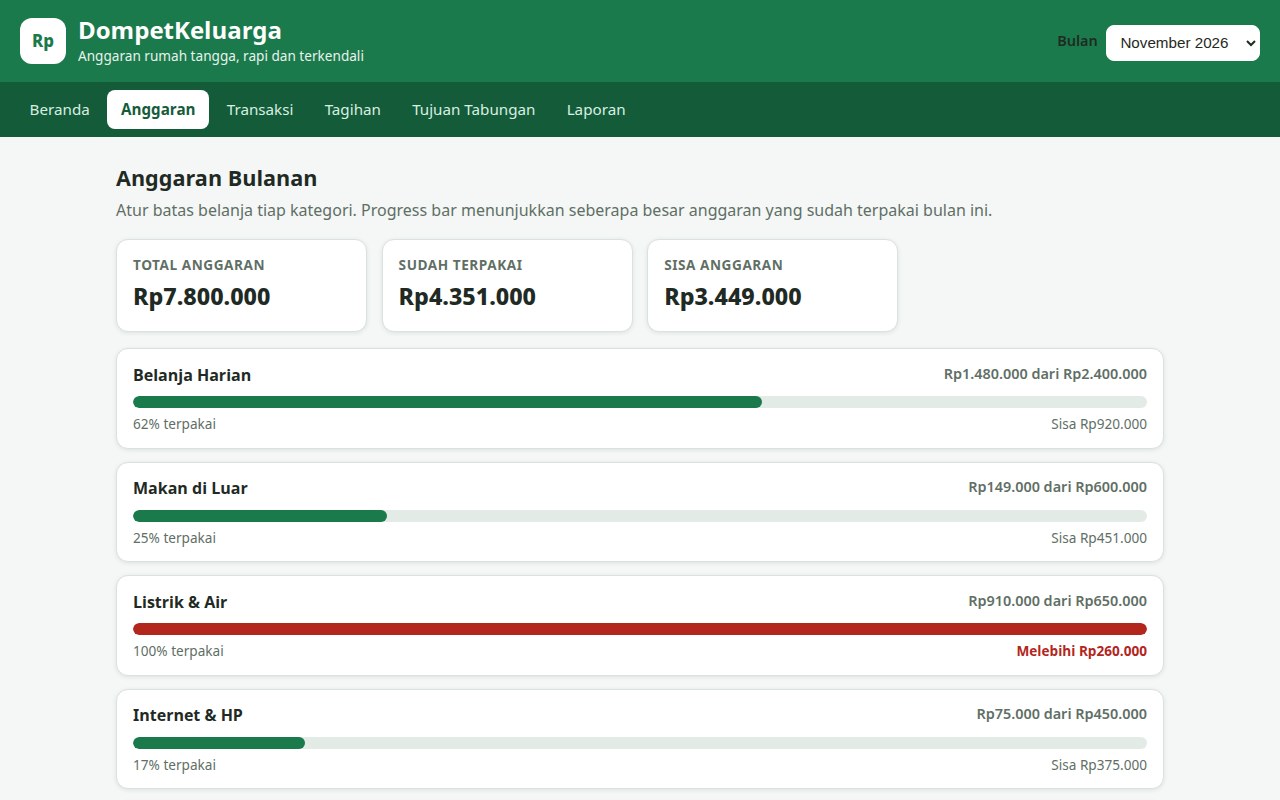 Rp
DompetKeluarga
Anggaran rumah tangga, rapi dan terkendali
Bulan
November 2026
Beranda
Anggaran
Transaksi
Tagihan
Tujuan Tabungan
Laporan
Anggaran Bulanan
Atur batas belanja tiap kategori. Progress bar menunjukkan seberapa besar anggaran yang sudah terpakai bulan ini.
TOTAL ANGGARAN
Rp7.800.000
SUDAH TERPAKAI
Rp4.351.000
SISA ANGGARAN
Rp3.449.000
Belanja Harian
Rp1.480.000 dari Rp2.400.000
62% terpakai
Sisa Rp920.000
Makan di Luar
Rp149.000 dari Rp600.000
25% terpakai
Sisa Rp451.000
Listrik & Air
Rp910.000 dari Rp650.000
100% terpakai
Melebihi Rp260.000
Internet & HP
Rp75.000 dari Rp450.000
17% terpakai
Sisa Rp375.000